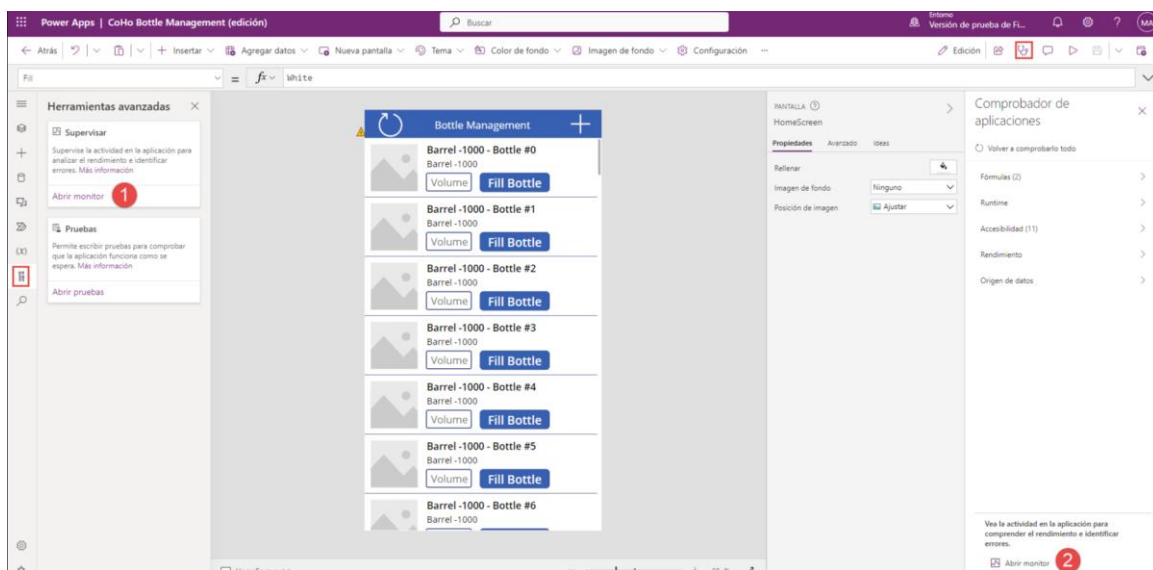 Power Apps | CoHo Bottle Management (edición)
Buscar
Entorno
Versión de prueba de Fi...
MA
Atrás
Insertar
Agregar datos
Nueva pantalla
Tema
Color de fondo
Imagen de fondo
Configuración
...
Edición
Fill
= fx White
Herramientas avanzadas
Supervisar
Supervise la actividad en la aplicación para
analizar el rendimiento e identificar
errores. Más información
Abrir monitor
1
Pruebas
Permite escribir pruebas para comprobar
que la aplicación funciona como se
espera. Más información
Abrir pruebas
Bottle Management
Barrel -1000 - Bottle #0
Barrel -1000
Volume
Fill Bottle
Barrel -1000 - Bottle #1
Barrel -1000
Volume
Fill Bottle
Barrel -1000 - Bottle #2
Barrel -1000
Volume
Fill Bottle
Barrel -1000 - Bottle #3
Barrel -1000
Volume
Fill Bottle
Barrel -1000 - Bottle #4
Barrel -1000
Volume
Fill Bottle
Barrel -1000 - Bottle #5
Barrel -1000
Volume
Fill Bottle
Barrel -1000 - Bottle #6
Barrel -1000
PANTALLA
HomeScreen
Propiedades
Avanzado
Ideas
Rellenar
Imagen de fondo
Ninguno
Posición de imagen
Ajustar
Comprobador de
aplicaciones
Volver a comprobarlo todo
Fórmulas (2)
Runtime
Accesibilidad (11)
Rendimiento
Origen de datos
Vea la actividad en la aplicación para
comprender el rendimiento e identificar
errores.
Abrir monitor
2